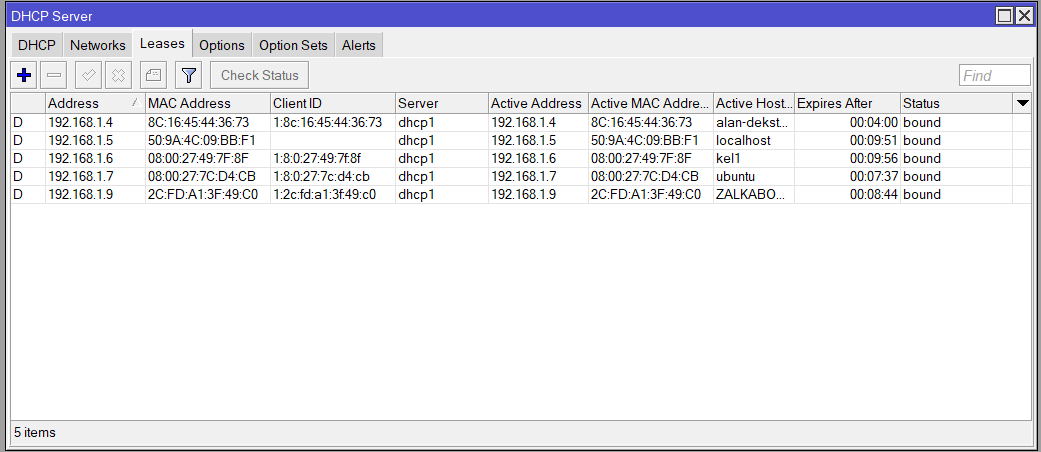 DHCP Server
DHCP Networks Leases Options Option Sets Alerts
Check Status Find
Address MAC Address Client ID Server Active Address Active MAC Addre... Active Host... Expires After Status
D 192.168.1.4 8C:16:45:44:36:73 1:8c:16:45:44:36:73 dhcp1 192.168.1.4 8C:16:45:44:36:73 alan-dekst... 00:04:00 bound
D 192.168.1.5 50:9A:4C:09:BB:F1 dhcp1 192.168.1.5 50:9A:4C:09:BB:F1 localhost 00:09:51 bound
D 192.168.1.6 08:00:27:49:7F:8F 1:8:0:27:49:7f:8f dhcp1 192.168.1.6 08:00:27:49:7F:8F kel1 00:09:56 bound
D 192.168.1.7 08:00:27:7C:D4:CB 1:8:0:27:7c:d4:cb dhcp1 192.168.1.7 08:00:27:7C:D4:CB ubuntu 00:07:37 bound
D 192.168.1.9 2C:FD:A1:3F:49:C0 1:2c:fd:a1:3f:49:c0 dhcp1 192.168.1.9 2C:FD:A1:3F:49:C0 ZALKABO... 00:08:44 bound
5 items